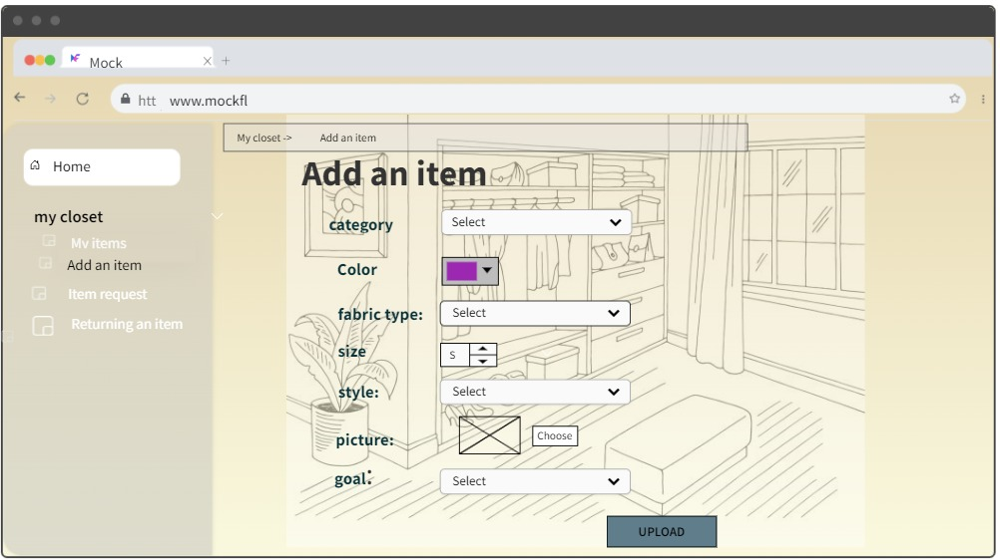 Mock
htt www.mockfl
My closet -> Add an item
Home
Add an item
my closet
category Select
My items
Add an item
Color
Item request
fabric type: Select
Returning an item
size S
style: Select
picture: Choose
goal: Select
UPLOAD